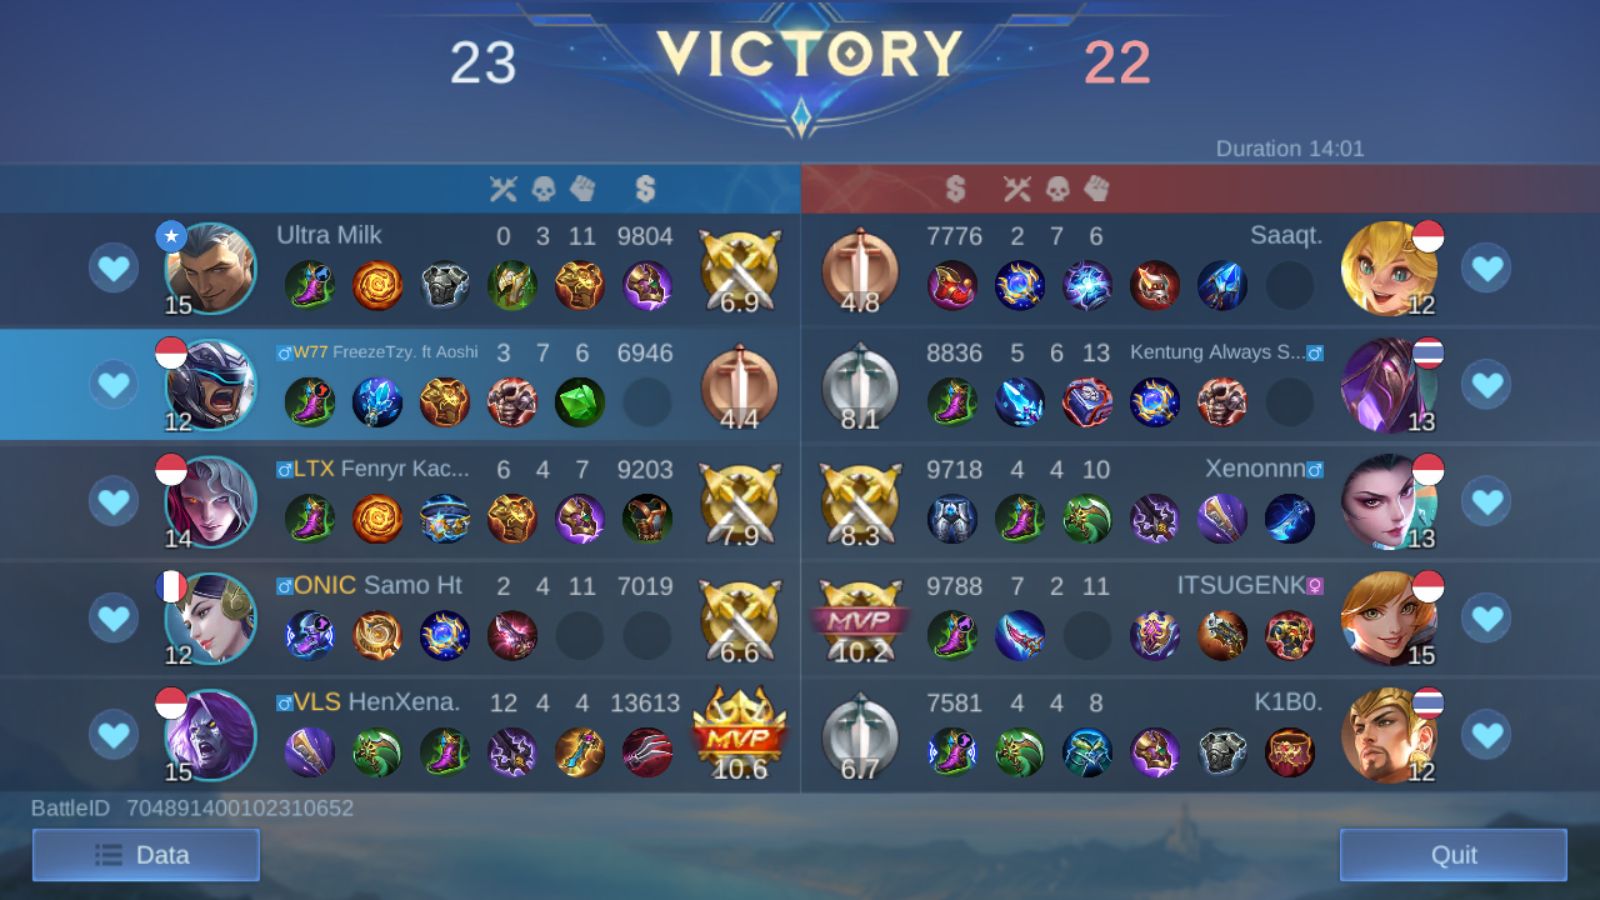 23 VICTORY 22
Duration 14:01
Ultra Milk 0 3 11 9804
15 6.9
4.8 7776 2 7 6 Saaqt.
12
W77 FreezeTzy. ft Aoshi 3 7 6 6946
12 4.4
8.1 8836 5 6 13 Kentung Always S...
13
LTX Fenryr Kac... 6 4 7 9203
14 7.9
8.3 9718 4 4 10 Xenonnn
13
ONIC Samo Ht 2 4 11 7019
12 6.6
MVP 10.2 9788 7 2 11 ITSUGENK
15
VLS HenXena. 12 4 4 13613
15 MVP 10.6
6.7 7581 4 4 8 K1B0.
12
BattleID 704891400102310652
Data
Quit